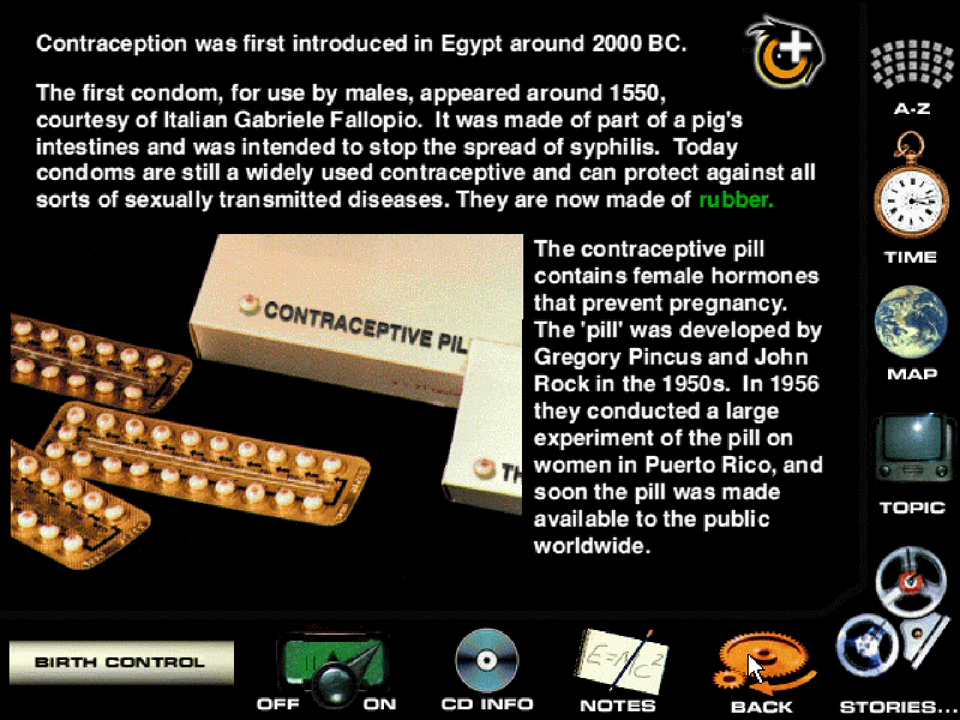 Contraception was first introduced in Egypt around 2000 BC.
The first condom, for use by males, appeared around 1550,
courtesy of Italian Gabriele Fallopio. It was made of part of a pig's
intestines and was intended to stop the spread of syphilis. Today
condoms are still a widely used contraceptive and can protect against all
sorts of sexually transmitted diseases. They are now made of rubber.
CONTRACEPTIVE PIL
TH
The contraceptive pill
contains female hormones
that prevent pregnancy.
The 'pill' was developed by
Gregory Pincus and John
Rock in the 1950s. In 1956
they conducted a large
experiment of the pill on
women in Puerto Rico, and
soon the pill was made
available to the public
worldwide.
A-Z
TIME
MAP
TOPIC
STORIES...
BIRTH CONTROL
OFF ON
CD INFO
E=MC²
NOTES
BACK